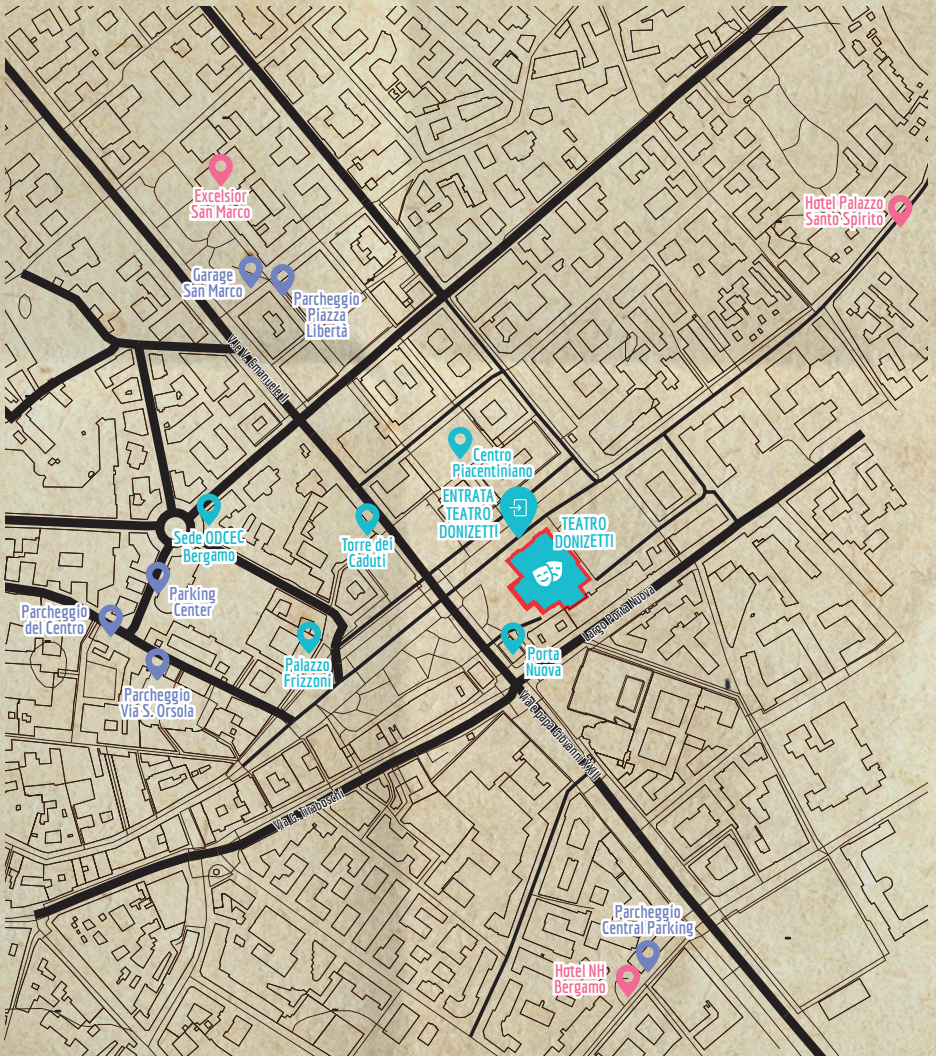 Excelsior
San Marco
Hotel Palazzo
Santo Spirito
Garage
San Marco
Parcheggio
Piazza
Libertà
V.le V. Emanuele II
Centro
Piacentiniano
ENTRATA
TEATRO
DONIZETTI
TEATRO
DONIZETTI
Sede ODCEC
Bergamo
Torre dei
Caduti
Parking
Center
Parcheggio
del Centro
Largo Porta Nuova
Palazzo
Frizzoni
Porta
Nuova
Parcheggio
Via S. Orsola
Viale papa Giovanni XXIII
Via G. Tiraboschi
Parcheggio
Central Parking
Hotel NH
Bergamo